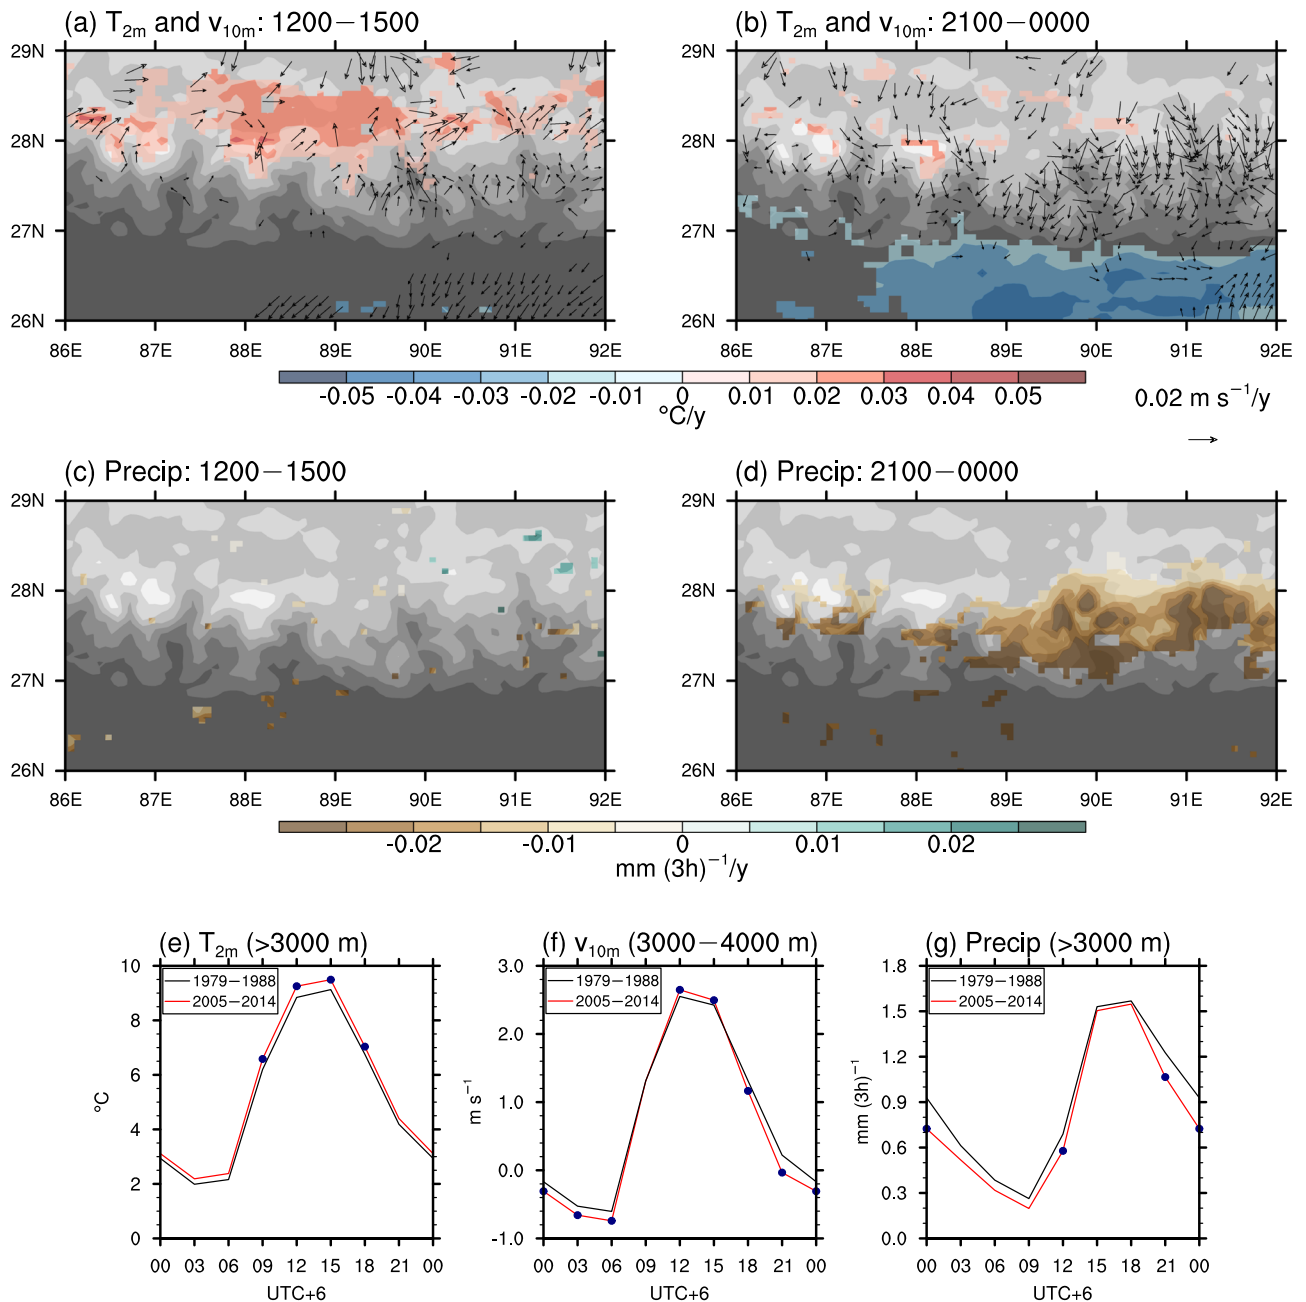 (a) T2m and v10m: 1200−1500
(b) T2m and v10m: 2100−0000
29N
28N
27N
26N
86E 87E 88E 89E 90E 91E 92E
29N
28N
27N
26N
86E 87E 88E 89E 90E 91E 92E
-0.05 -0.04 -0.03 -0.02 -0.01 0 0.01 0.02 0.03 0.04 0.05
°C/y
0.02 m s−1/y
(c) Precip: 1200−1500
(d) Precip: 2100−0000
29N
28N
27N
26N
86E 87E 88E 89E 90E 91E 92E
29N
28N
27N
26N
86E 87E 88E 89E 90E 91E 92E
-0.02 -0.01 0 0.01 0.02
mm (3h)−1/y
(e) T2m (>3000 m)
1979−1988
2005−2014
10
8
6
4
2
0
°C
00 03 06 09 12 15 18 21 00
UTC+6
(f) v10m (3000−4000 m)
1979−1988
2005−2014
3.0
2.0
1.0
0.0
-1.0
m s−1
00 03 06 09 12 15 18 21 00
UTC+6
(g) Precip (>3000 m)
1979−1988
2005−2014
1.8
1.5
1.2
0.9
0.6
0.3
0.0
mm (3h)−1
00 03 06 09 12 15 18 21 00
UTC+6